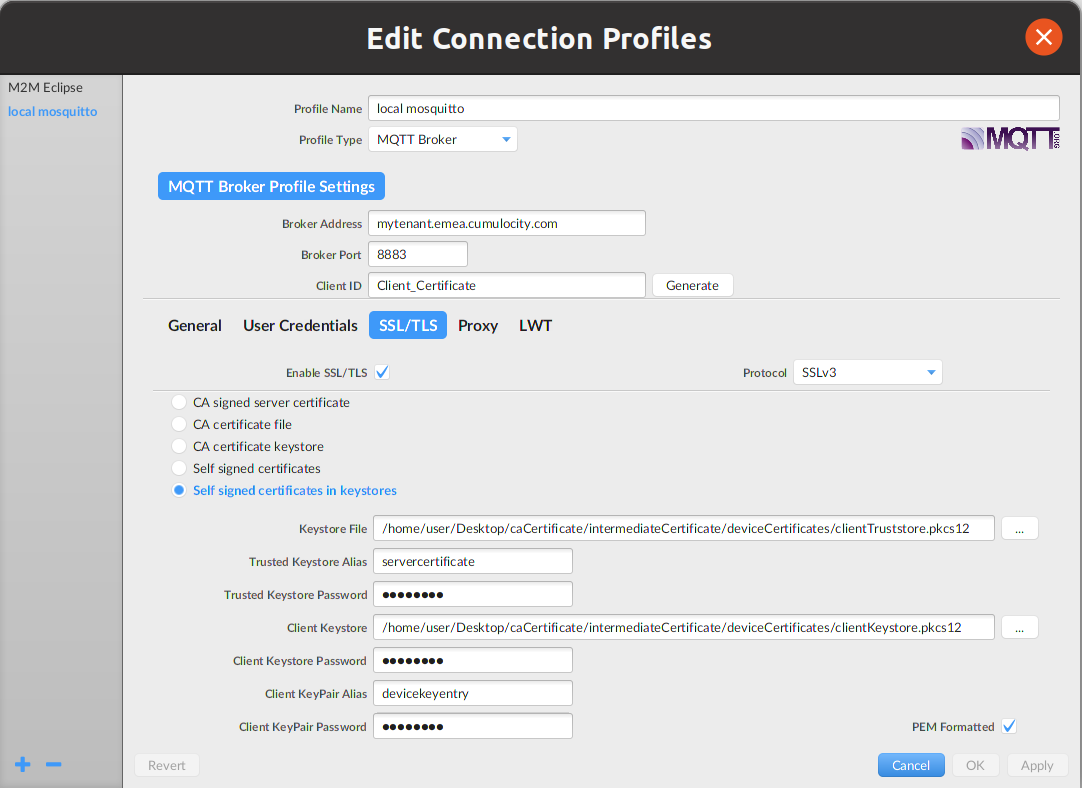 Edit Connection Profiles
M2M Eclipse
local mosquitto
Profile Name local mosquitto
Profile Type MQTT Broker
MQTT.ORG
MQTT Broker Profile Settings
Broker Address mytenant.emea.cumulocity.com
Broker Port 8883
Client ID Client_Certificate Generate
General User Credentials SSL/TLS Proxy LWT
Enable SSL/TLS Protocol SSLv3
CA signed server certificate
CA certificate file
CA certificate keystore
Self signed certificates
Self signed certificates in keystores
Keystore File /home/user/Desktop/caCertificate/intermediateCertificate/deviceCertificates/clientTruststore.pkcs12 ...
Trusted Keystore Alias servercertificate
Trusted Keystore Password ●●●●●●●●
Client Keystore /home/user/Desktop/caCertificate/intermediateCertificate/deviceCertificates/clientKeystore.pkcs12 ...
Client Keystore Password ●●●●●●●●
Client KeyPair Alias devicekeyentry
Client KeyPair Password ●●●●●●●● PEM Formatted
Revert Cancel OK Apply